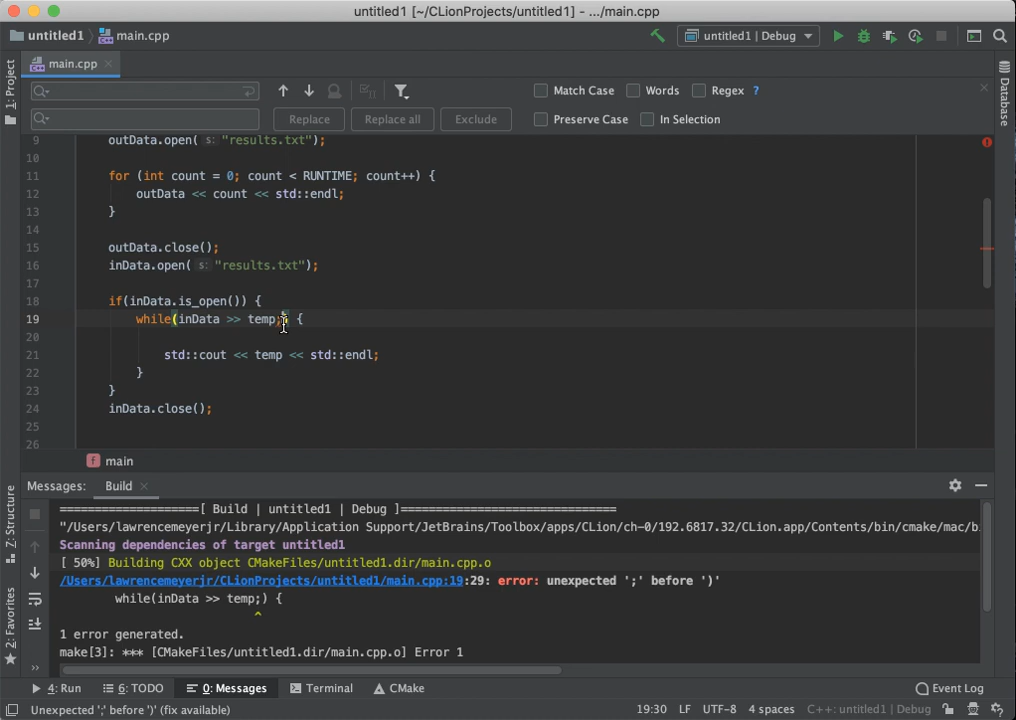 untitled1 [~/CLionProjects/untitled1] - .../main.cpp
untitled1 main.cpp untitled1 | Debug
1: Project main.cpp Database
Match Case Words Regex ?
Replace Replace all Exclude Preserve Case In Selection
9 outData.open( s: "results.txt");
10
11 for (int count = 0; count < RUNTIME; count++) {
12 outData << count << std::endl;
13 }
14
15 outData.close();
16 inData.open( s: "results.txt");
17
18 if(inData.is_open()) {
19 while(inData >> temp;) {
20
21 std::cout << temp << std::endl;
22 }
23 }
24 inData.close();
25
26
f main
Messages: Build
====================[ Build | untitled1 | Debug ]=============================
"/Users/lawrencemeyerjr/Library/Application Support/JetBrains/Toolbox/apps/CLion/ch-0/192.6817.32/CLion.app/Contents/bin/cmake/mac/b
Scanning dependencies of target untitled1
[ 50%] Building CXX object CMakeFiles/untitled1.dir/main.cpp.o
/Users/lawrencemeyerjr/CLionProjects/untitled1/main.cpp:19:29: error: unexpected ';' before ')'
while(inData >> temp;) {
^
1 error generated.
make[3]: *** [CMakeFiles/untitled1.dir/main.cpp.o] Error 1
Z: Structure
2: Favorites
4: Run 6: TODO 0: Messages Terminal CMake Event Log
Unexpected ';' before ')' (fix available) 19:30 LF UTF-8 4 spaces C++: untitled1 | Debug